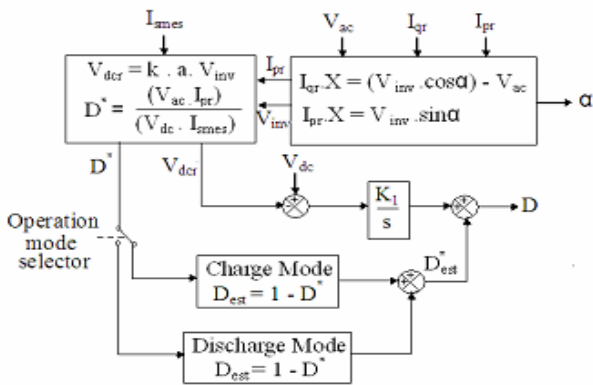 I_smes
V_ac I_qr I_pr
V_dcr = k . a. V_inv
D* = (V_ac . I_pr) / (V_dc . I_smes)
I_pr
V_inv
I_qr.X = (V_inv .cosα) - V_ac
I_pr.X = V_inv .sinα
α
D*
V_dcr
V_dc
K_1
s
D
Operation
mode
selector
Charge Mode
D_est = 1 - D*
D*_est
Discharge Mode
D_est = 1 - D*